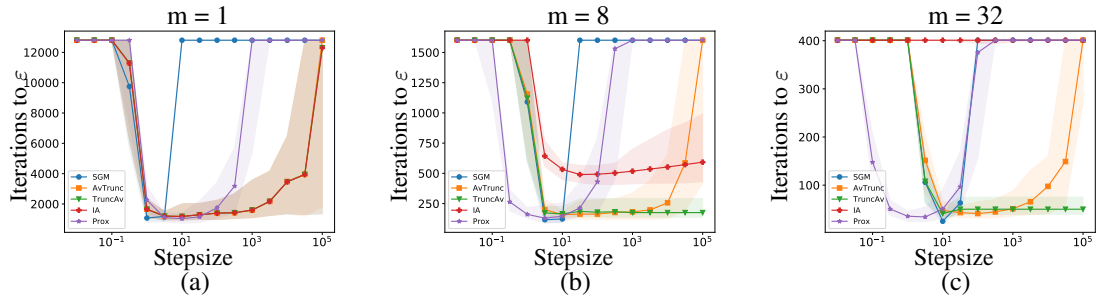 m = 1
Iterations to ε
12000
10000
8000
6000
4000
2000
SGM
AvTrunc
TruncAv
IA
Prox
10⁻¹
10¹
10³
10⁵
Stepsize
(a)
m = 8
Iterations to ε
1500
1250
1000
750
500
250
SGM
AvTrunc
TruncAv
IA
Prox
10⁻¹
10¹
10³
10⁵
Stepsize
(b)
m = 32
Iterations to ε
400
300
200
100
SGM
AvTrunc
TruncAv
IA
Prox
10⁻¹
10¹
10³
10⁵
Stepsize
(c)